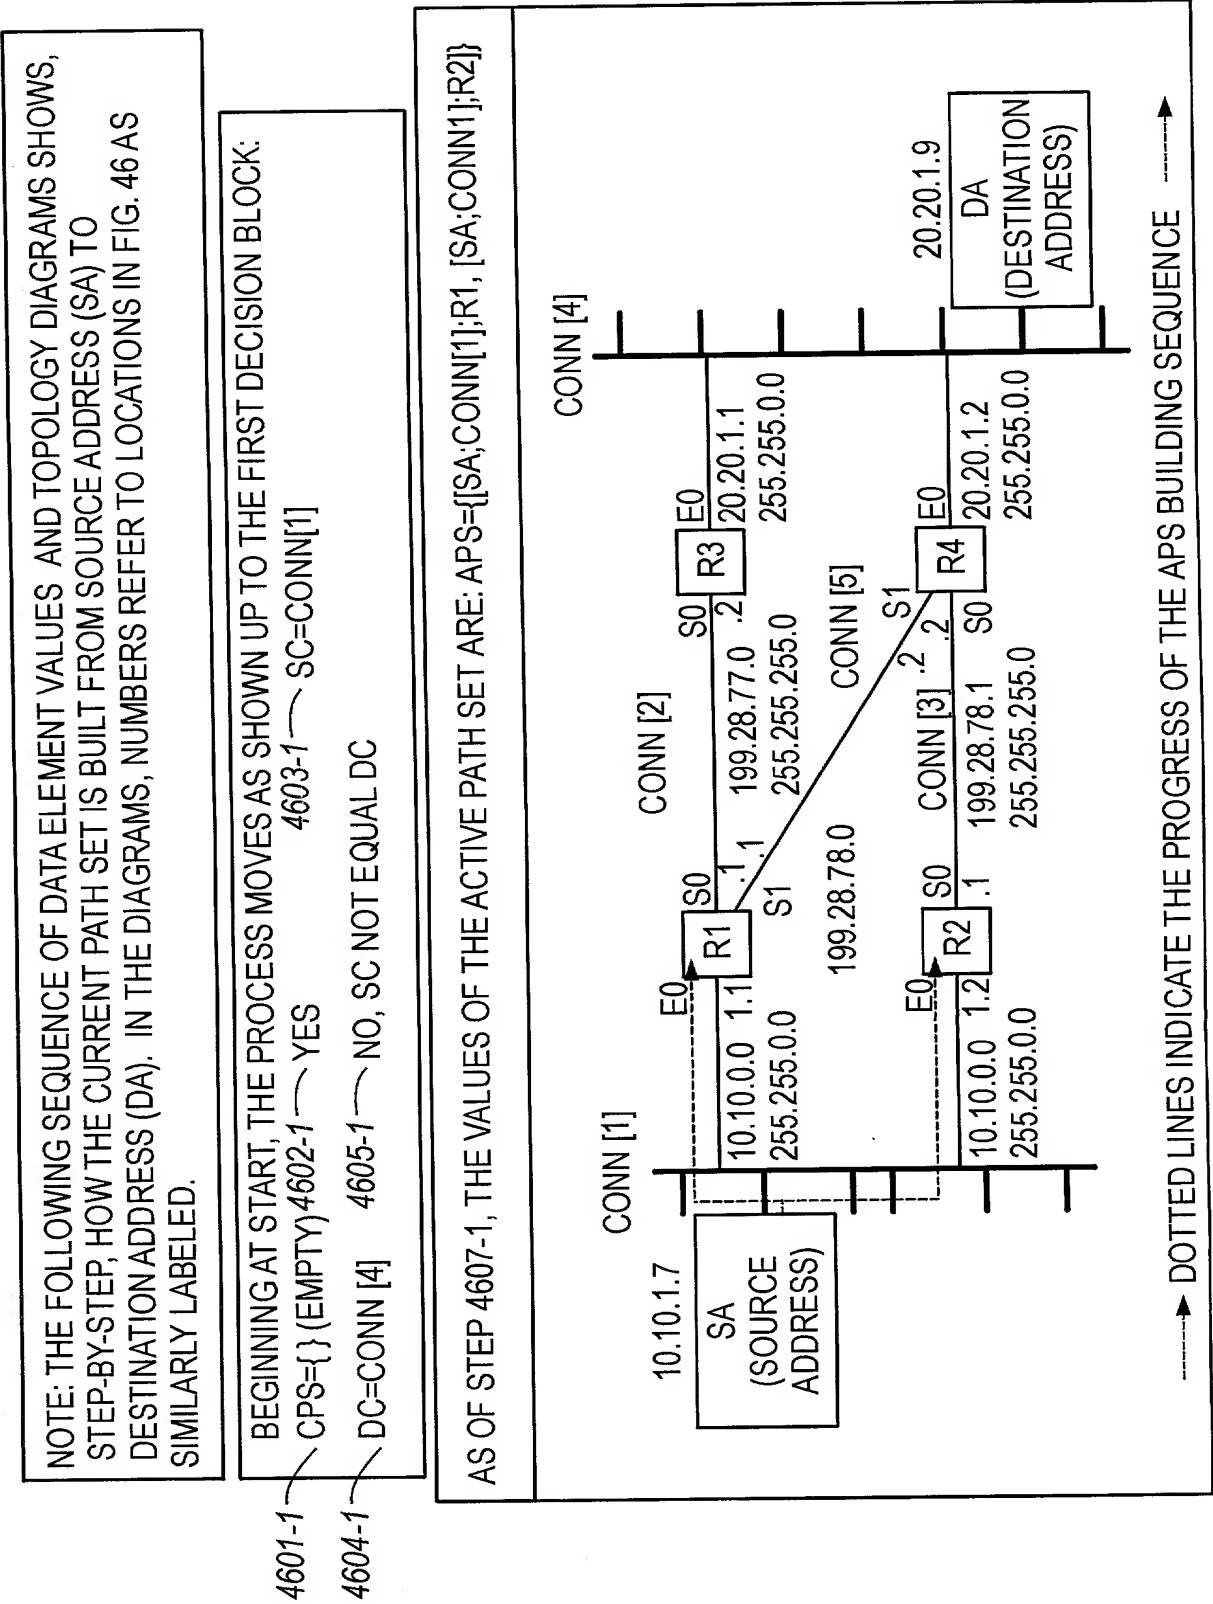 NOTE: THE FOLLOWING SEQUENCE OF DATA ELEMENT VALUES AND TOPOLOGY DIAGRAMS SHOWS,
STEP-BY-STEP, HOW THE CURRENT PATH SET IS BUILT FROM SOURCE ADDRESS (SA) TO
DESTINATION ADDRESS (DA). IN THE DIAGRAMS, NUMBERS REFER TO LOCATIONS IN FIG. 46 AS
SIMILARLY LABELED.
BEGINNING AT START, THE PROCESS MOVES AS SHOWN UP TO THE FIRST DECISION BLOCK:
4601-1 CPS={ } (EMPTY) 4602-1 YES 4603-1 SC=CONN[1]
4604-1 DC=CONN [4] 4605-1 NO, SC NOT EQUAL DC
AS OF STEP 4607-1, THE VALUES OF THE ACTIVE PATH SET ARE: APS={[SA;CONN[1];R1, [SA;CONN1];R2]}
CONN [1]
CONN [2]
CONN [4]
10.10.1.7
SA
(SOURCE
ADDRESS)
E0
R1
S0
10.10.0.0 1.1
255.255.0.0
.1
.1
S1
199.28.77.0
255.255.255.0
S0
.2
R3
E0
20.20.1.1
255.255.0.0
199.28.78.0
CONN [5]
S1
.2
E0
R2
S0
10.10.0.0 1.2
255.255.0.0
.1
CONN [3]
199.28.78.1
255.255.255.0
.2
S0
R4
E0
20.20.1.2
255.255.0.0
20.20.1.9
DA
(DESTINATION
ADDRESS)
DOTTED LINES INDICATE THE PROGRESS OF THE APS BUILDING SEQUENCE